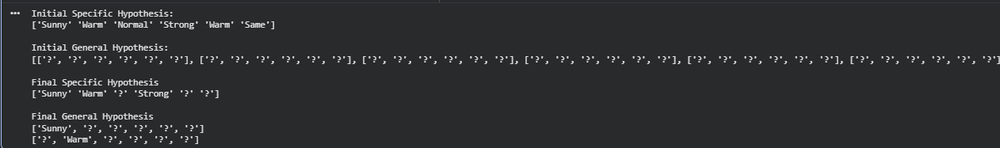 Initial Specific Hypothesis:
['Sunny' 'Warm' 'Normal' 'Strong' 'Warm' 'Same']
Initial General Hypothesis:
[['?', '?', '?', '?', '?', '?'], ['?', '?', '?', '?', '?', '?'], ['?', '?', '?', '?', '?', '?'], ['?', '?', '?', '?', '?', '?'], ['?', '?', '?', '?', '?', '?'], ['?', '?', '?', '?', '?', '?']
Final Specific Hypothesis
['Sunny' 'Warm' '?' 'Strong' '?' '?']
Final General Hypothesis
['Sunny', '?', '?', '?', '?', '?']
['?', 'Warm', '?', '?', '?', '?']